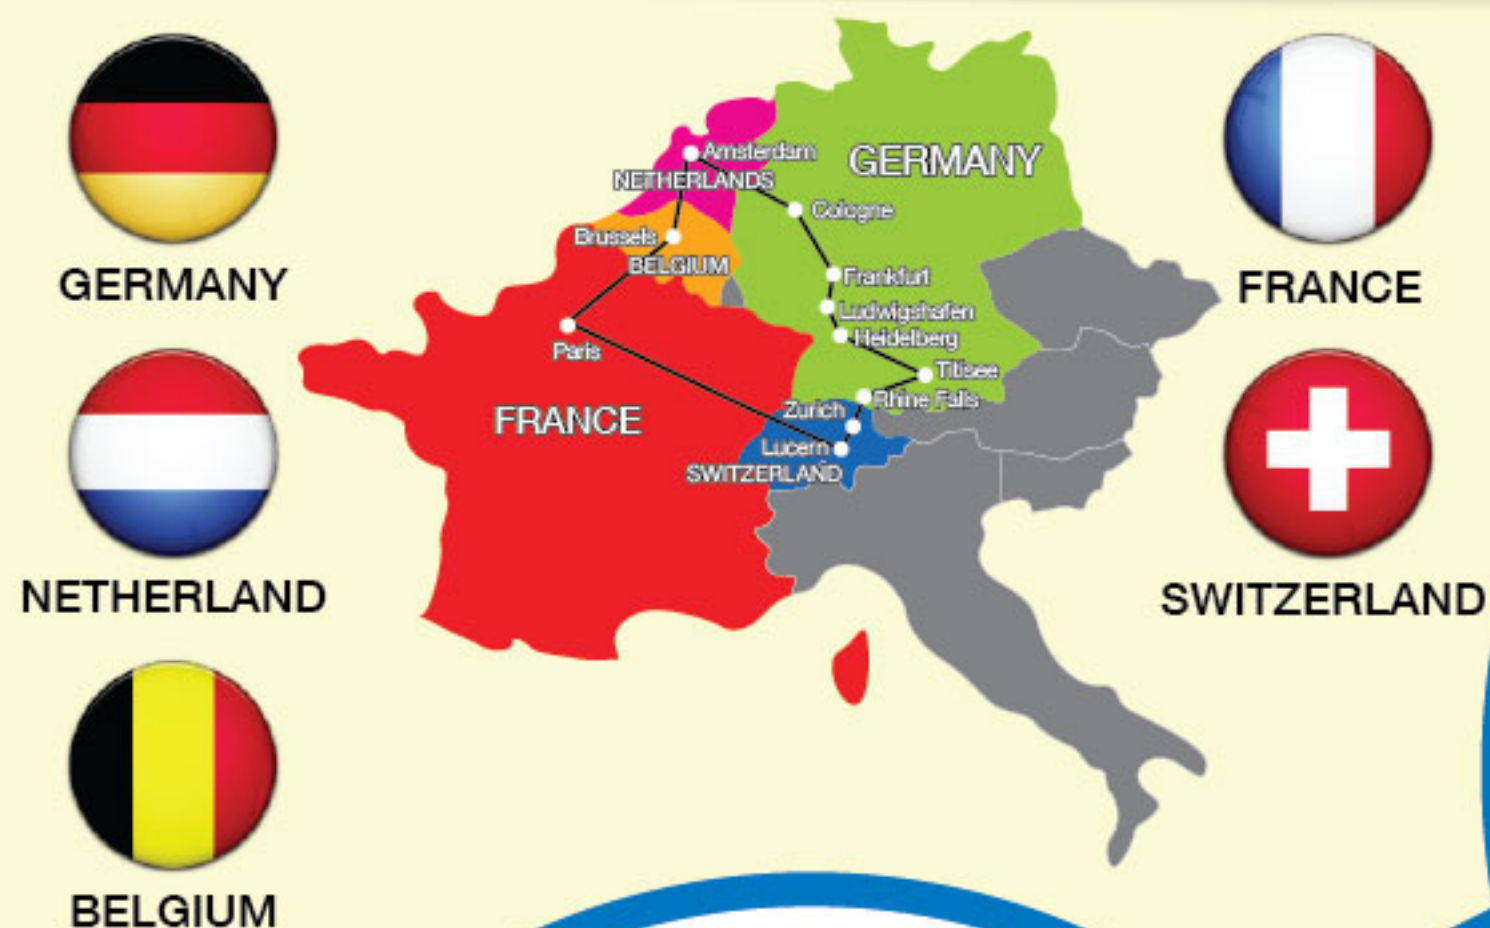 GERMANY
NETHERLAND
BELGIUM
Amsterdam
GERMANY
NETHERLANDS
Cologne
Brussels
BELGIUM
Frankfurt
Ludwigshafen
Heidelberg
Paris
Titisee
Rhine Falls
Zurich
FRANCE
Lucern
SWITZERLAND
FRANCE
SWITZERLAND